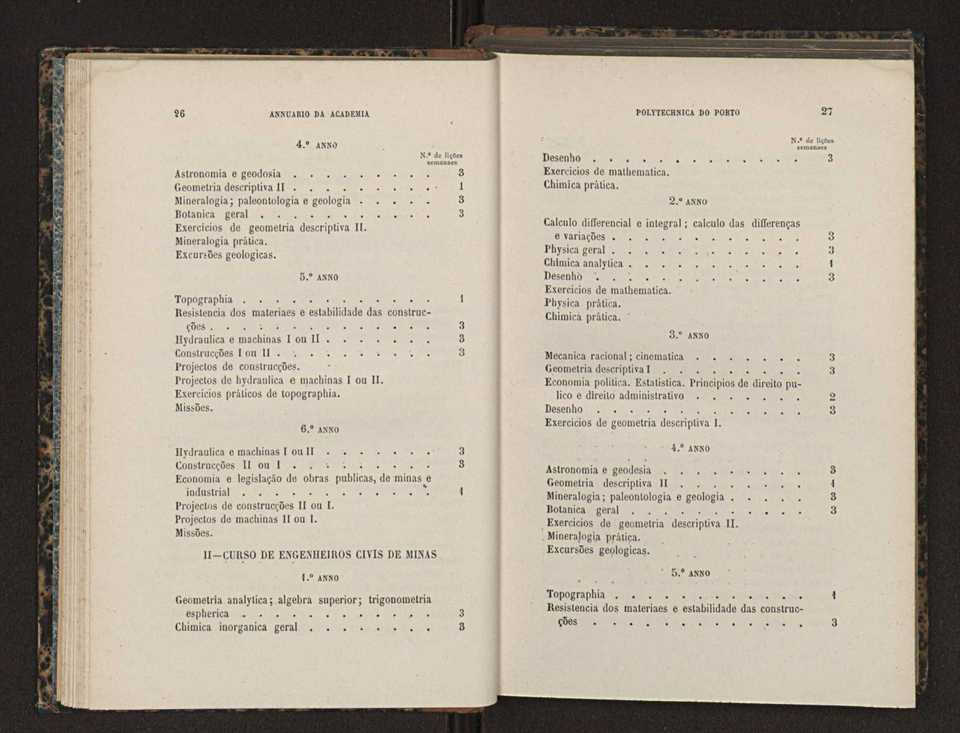 26 ANNUARIO DA ACADEMIA
4.º ANNO
N.º de lições
semanaes
Astronomia e geodosia . . . . . . . . . 3
Geometria descriptiva II . . . . . . . . . 1
Mineralogia; paleontologia e geologia . . . . . 3
Botanica geral . . . . . . . . . . . 3
Exercicios de geometria descriptiva II.
Mineralogia prática.
Excursões geologicas.
5.º ANNO
Topographia . . . . . . . . . . . . 1
Resistencia dos materiaes e estabilidade das construc-
ções . . . . . . . . . . . . . . 3
Hydraulica e machinas I ou II . . . . . . . 3
Construcções I ou II . . . . . . . . . . 3
Projectos de construcções.
Projectos de hydraulica e machinas I ou II.
Exercicios práticos de topographia.
Missões.
6.º ANNO
Hydraulica e machinas I ou II . . . . . . . 3
Construcções II ou I . . . . . . . . . 3
Economia e legislação de obras publicas, de minas e
industrial . . . . . . . . . . . . . 1
Projectos de construcções II ou I.
Projectos de machinas II ou I.
Missões.
II—CURSO DE ENGENHEIROS CIVIS DE MINAS
1.º ANNO
Geometria analytica; algebra superior; trigonometria
espherica . . . . . . . . . . . . 3
Chimica inorganica geral . . . . . . . . 3
POLYTECHNICA DO PORTO 27
N.º de lições
semanaes
Desenho . . . . . . . . . . . . . 3
Exercicios de mathematica.
Chimica prática.
2.º ANNO
Calculo differencial e integral; calculo das differenças
e variações . . . . . . . . . . . . 3
Physica geral . . . . . . . . . . . . 3
Chimica analytica . . . . . . . . . . . 1
Desenho . . . . . . . . . . . . . 3
Exercicios de mathematica.
Physica prática.
Chimica prática.
3.º ANNO
Mecanica racional; cinematica . . . . . . . 3
Geometria descriptiva I . . . . . . . . . 3
Economia politica. Estatistica. Principios de direito pu-
lico e direito administrativo . . . . . . . 2
Desenho . . . . . . . . . . . . . 3
Exercicios de geometria descriptiva I.
4.º ANNO
Astronomia e geodesia . . . . . . . . . 3
Geometria descriptiva II . . . . . . . . 1
Mineralogia; paleontologia e geologia . . . . . 3
Botanica geral . . . . . . . . . . . 3
Exercicios de geometria descriptiva II.
Mineralogia prática.
Excursões geologicas.
5.º ANNO
Topographia . . . . . . . . . . . . 1
Resistencia dos materiaes e estabilidade das construc-
ções . . . . . . . . . . . . . 3